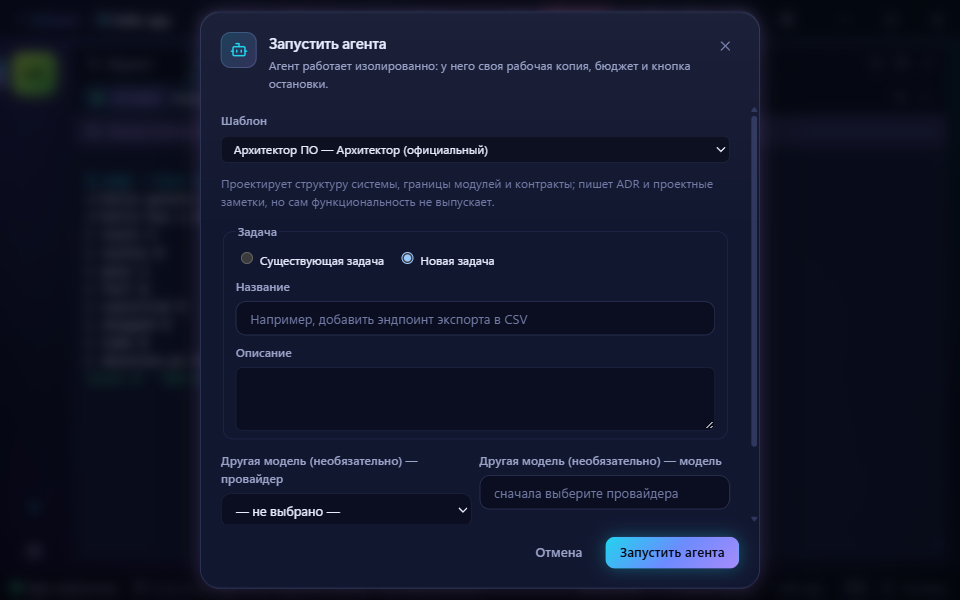 Запустить агента
Агент работает изолированно: у него своя рабочая копия, бюджет и кнопка
остановки.
Шаблон
Архитектор ПО — Архитектор (официальный)
Проектирует структуру системы, границы модулей и контракты; пишет ADR и проектные
заметки, но сам функциональность не выпускает.
Задача
Существующая задача
Новая задача
Название
Например, добавить эндпоинт экспорта в CSV
Описание
Другая модель (необязательно) —
провайдер
Другая модель (необязательно) — модель
— не выбрано —
сначала выберите провайдера
Отмена
Запустить агента